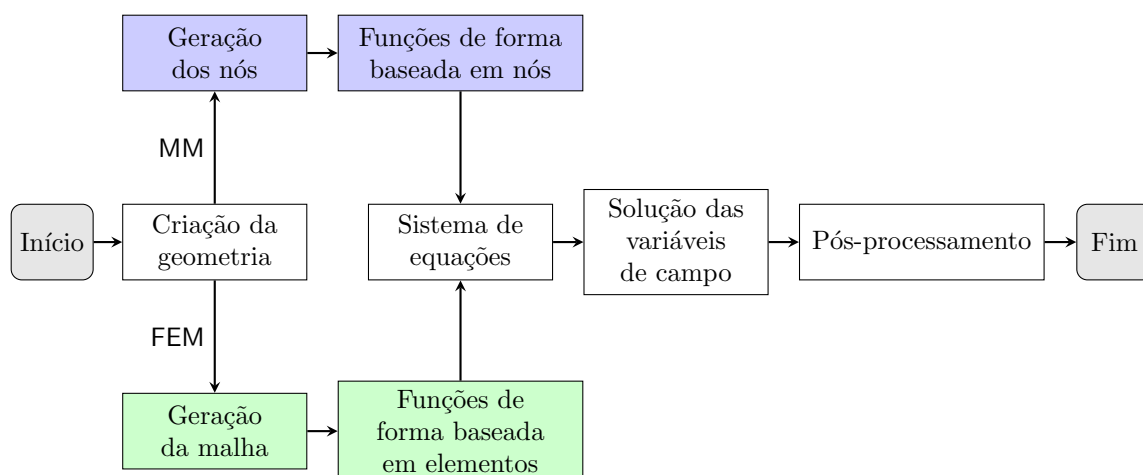 Geração
dos nós
Funções de forma
baseada em nós
MM
Início
Criação da
geometria
Sistema de
equações
Solução das
variáveis
de campo
Pós-processamento
Fim
FEM
Geração
da malha
Funções de
forma baseada
em elementos